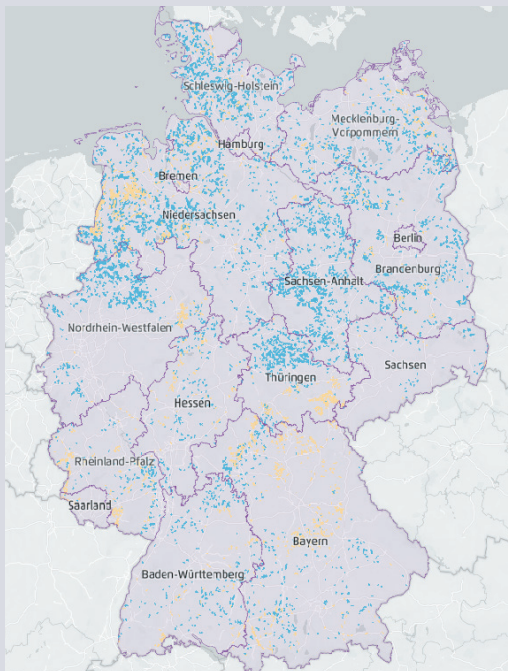 Schleswig-Holstein
Mecklenburg-
Vorpommern
Hamburg
Bremen
Niedersachsen
Berlin
Brandenburg
Sachsen-Anhalt
Nordrhein-Westfalen
Sachsen
Thüringen
Hessen
Rheinland-Pfalz
Saarland
Bayern
Baden-Württemberg